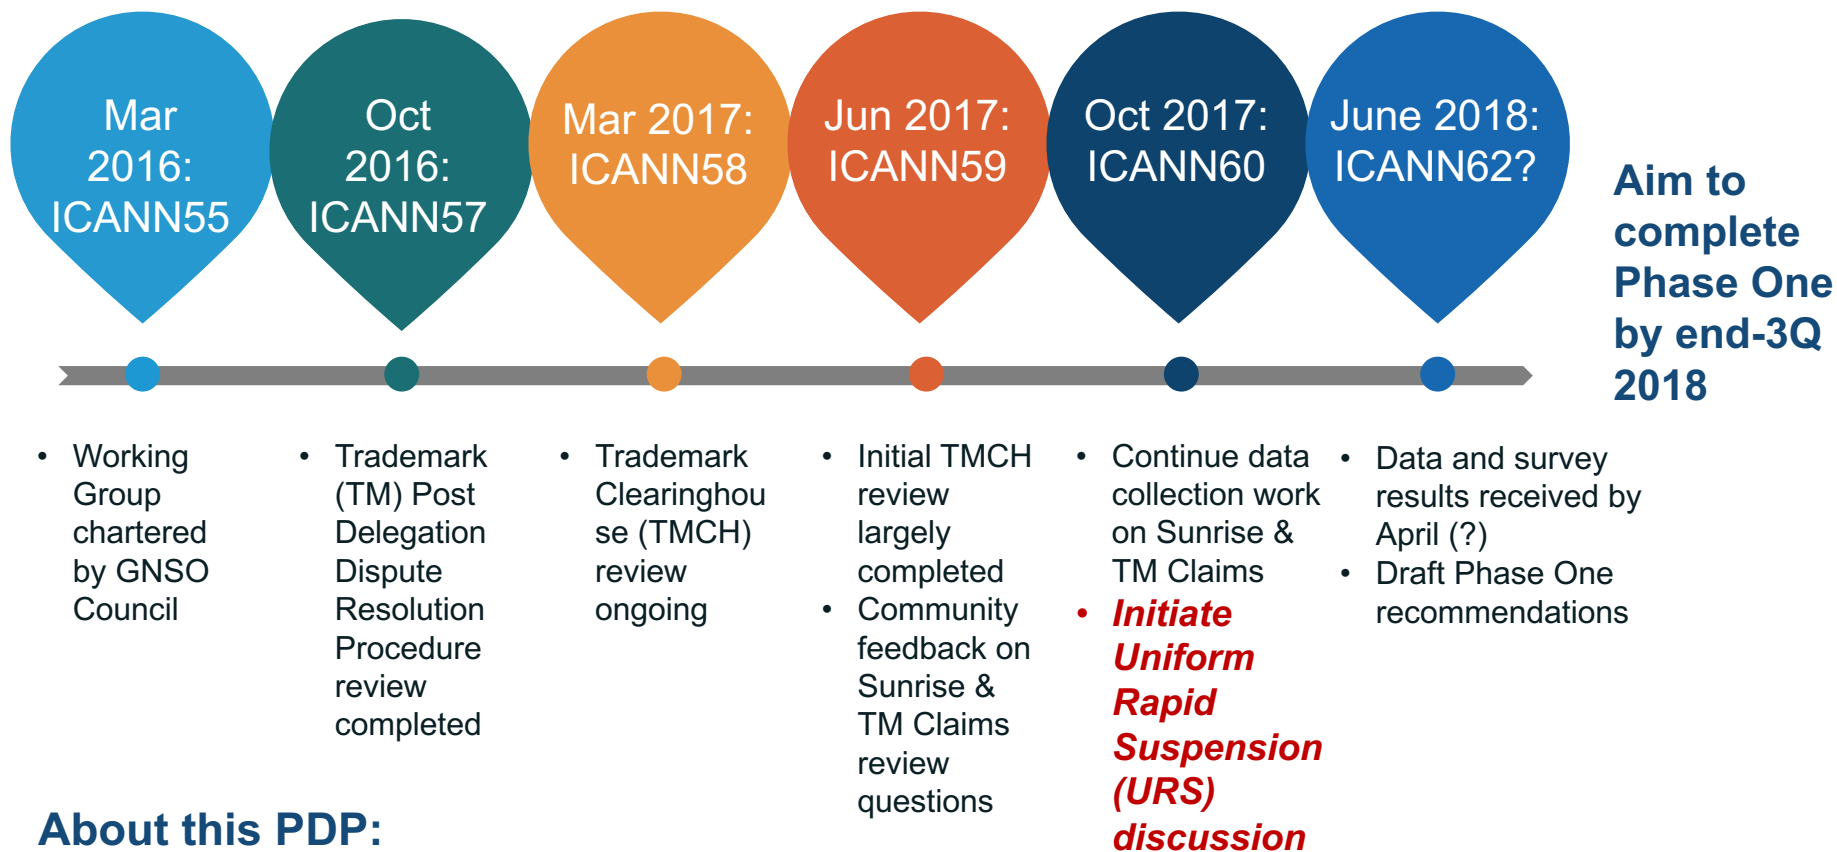 Mar
2016:
ICANN55
Oct
2016:
ICANN57
Mar 2017:
ICANN58
Jun 2017:
ICANN59
Oct 2017:
ICANN60
June 2018:
ICANN62?
Aim to
complete
Phase One
by end-3Q
2018
• Working
Group
chartered
by GNSO
Council
• Trademark
(TM) Post
Delegation
Dispute
Resolution
Procedure
review
completed
• Trademark
Clearinghou
se (TMCH)
review
ongoing
• Initial TMCH
review
largely
completed
• Community
feedback on
Sunrise &
TM Claims
review
questions
• Continue data
collection work
on Sunrise &
TM Claims
• Initiate
Uniform
Rapid
Suspension
(URS)
discussion
• Data and survey
results received by
April (?)
• Draft Phase One
recommendations
About this PDP: